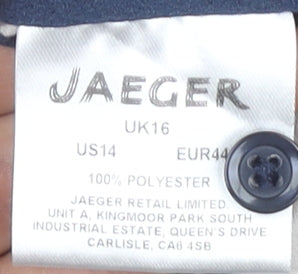 JAEGER
UK16
US14 EUR44
100% POLYESTER
JAEGER RETAIL LIMITED.
UNIT A, KINGMOOR PARK SOUTH
INDUSTRIAL ESTATE, QUEEN'S DRIVE
CARLISLE, CA6 4SB